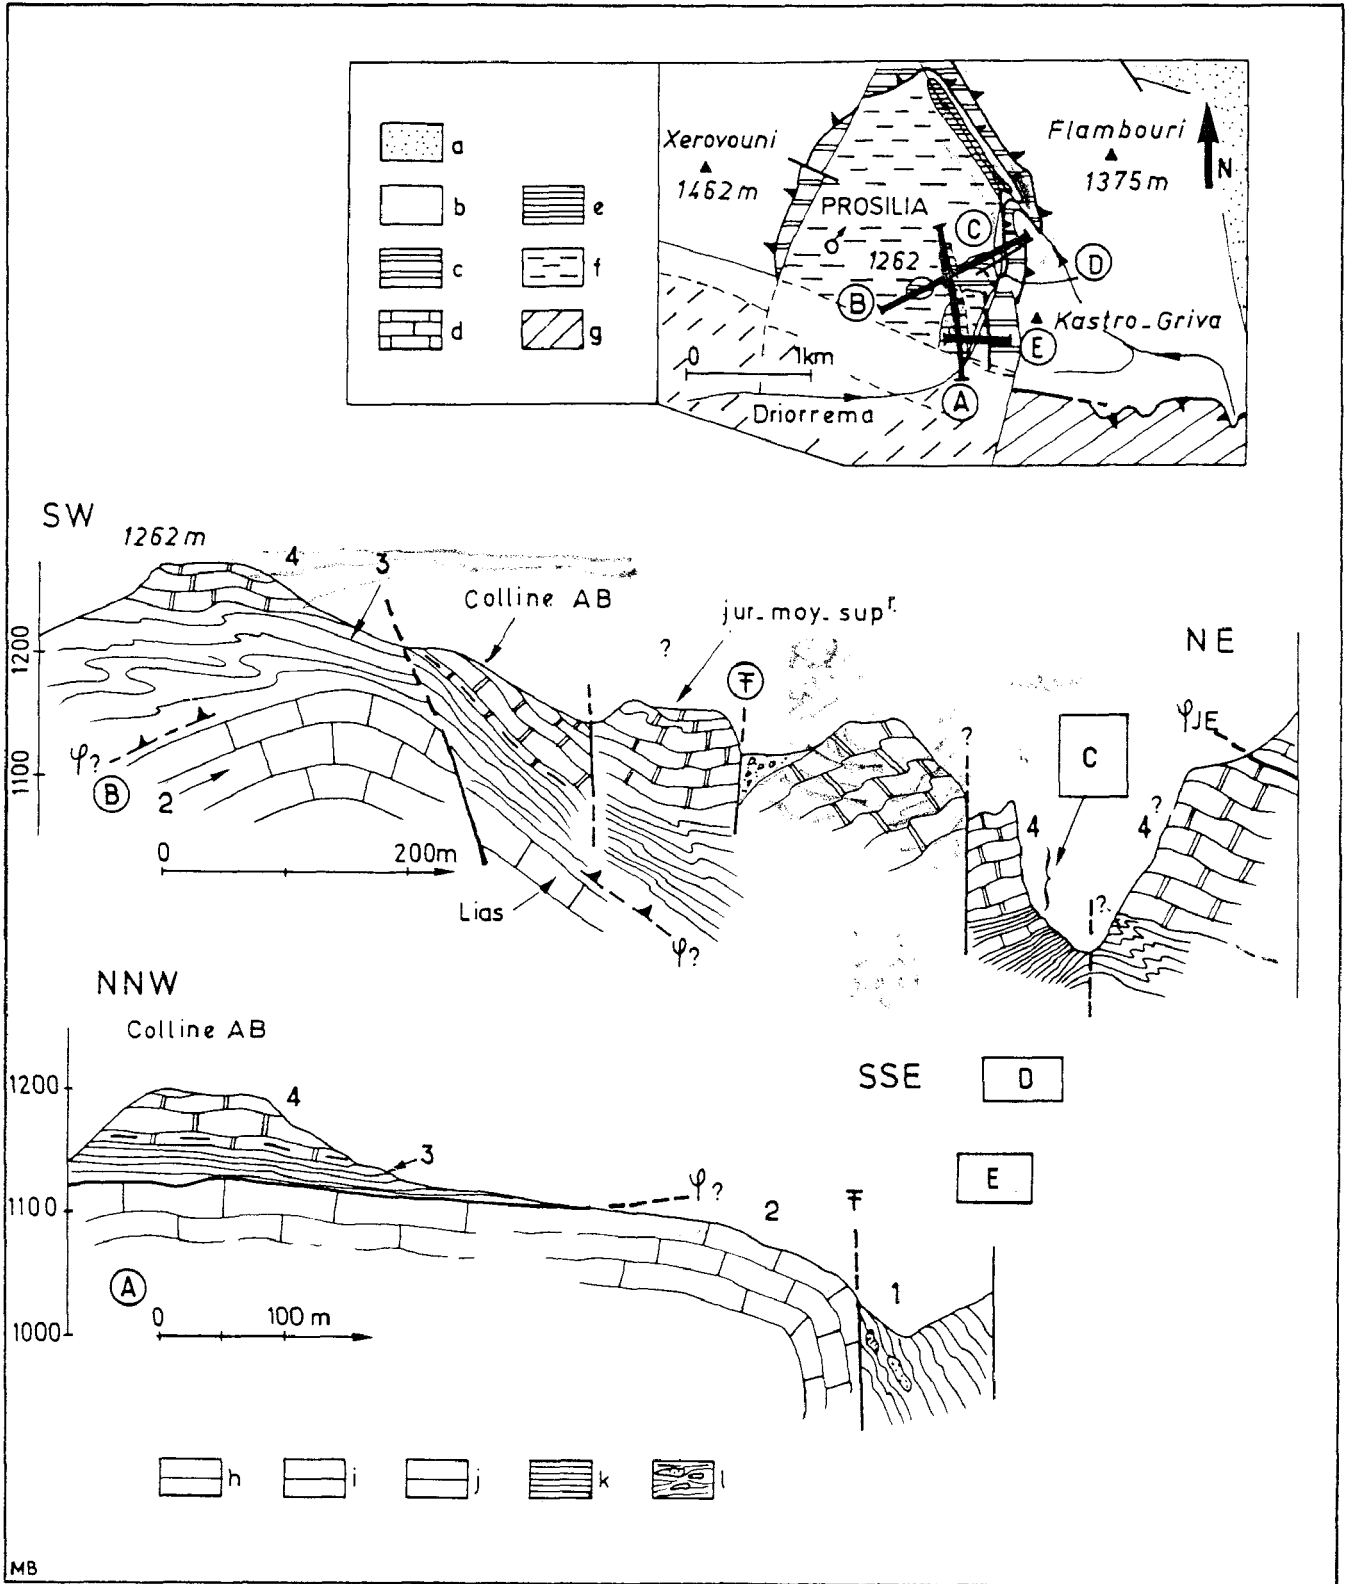 a
b
c
d
e
f
g
Xerovouni
1462 m
Flambouri
1375 m
N
PROSILIA
1262
C
D
B
Kastro-Griva
E
0 1km
A
Driorrema
SW
1262 m
4
3
Colline AB
jur-moy-supʳ.
?
Ŧ
NE
1200
1100
φ?
B
2
0 200m
Lias
φ?
?
4
C
4?
?
φJE
NNW
Colline AB
SSE
D
E
1200
1100
1000
4
3
φ?
2
Ŧ
1
A
0 100 m
h
i
j
k
l
MB